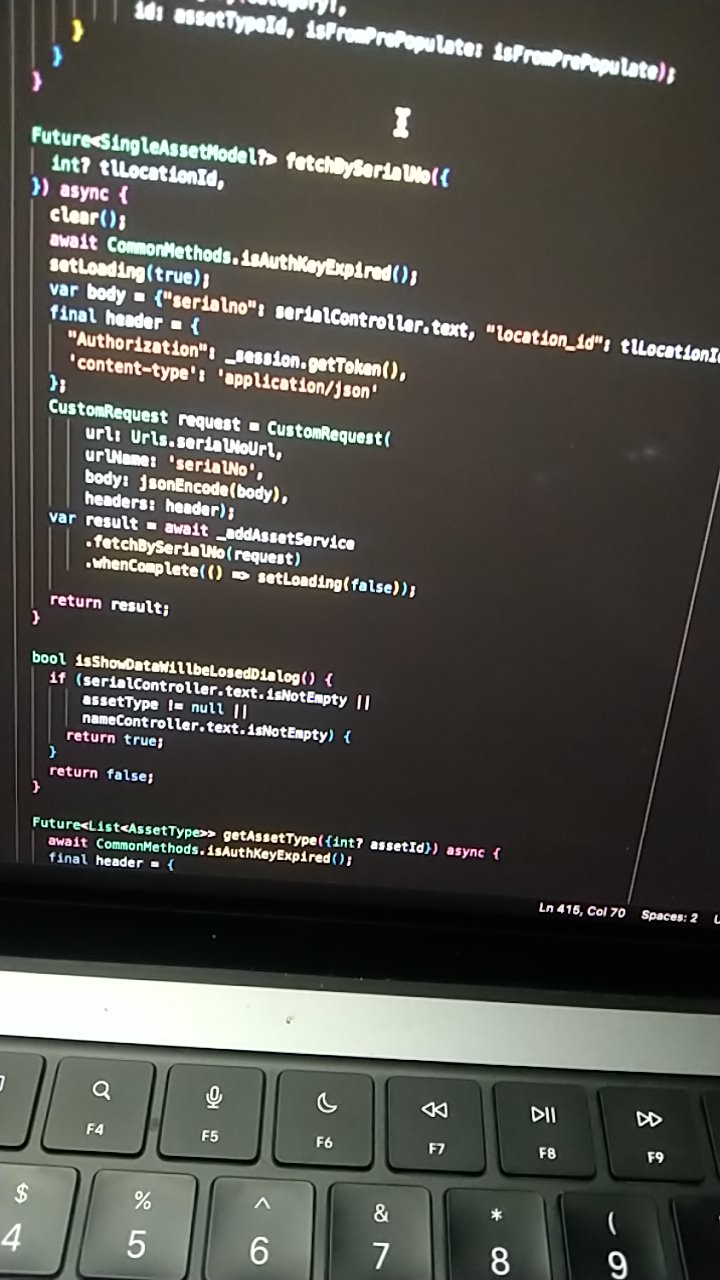 id: assetTypeId, isFromPrePopulate: isFromPrePopulate);
}
}
}
Future<SingleAssetModel?> fetchBySerialNo({
int? tlLocationId,
}) async {
clear();
await CommonMethods.isAuthKeyExpired();
setLoading(true);
var body = {"serialno": serialController.text, "location_id": tlLocationId
final header = {
"Authorization": _session.getToken(),
'content-type': 'application/json'
};
CustomRequest request = CustomRequest(
url: Urls.serialNoUrl,
urlName: 'serialNo',
body: jsonEncode(body),
headers: header);
var result = await _addAssetService
.fetchBySerialNo(request)
.whenComplete(() => setLoading(false));
return result;
}
bool isShowDataWillbeLosedDialog() {
if (serialController.text.isNotEmpty ||
assetType != null ||
nameController.text.isNotEmpty) {
return true;
}
return false;
}
Future<List<AssetType>> getAssetType({int? assetId}) async {
await CommonMethods.isAuthKeyExpired();
final header = {
Ln 415, Col 70 Spaces: 2
F4 F5 F6 F7 F8 F9
$ % ^ & * (
4 5 6 7 8 9